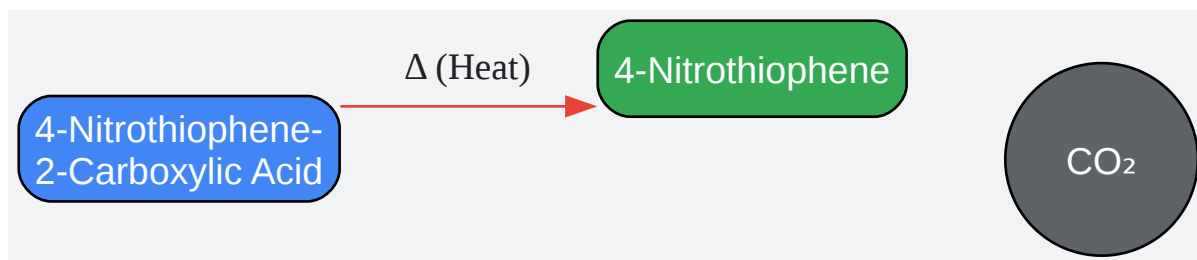 4-Nitrothiophene-
2-Carboxylic Acid
Δ (Heat)
4-Nitrothiophene
CO₂